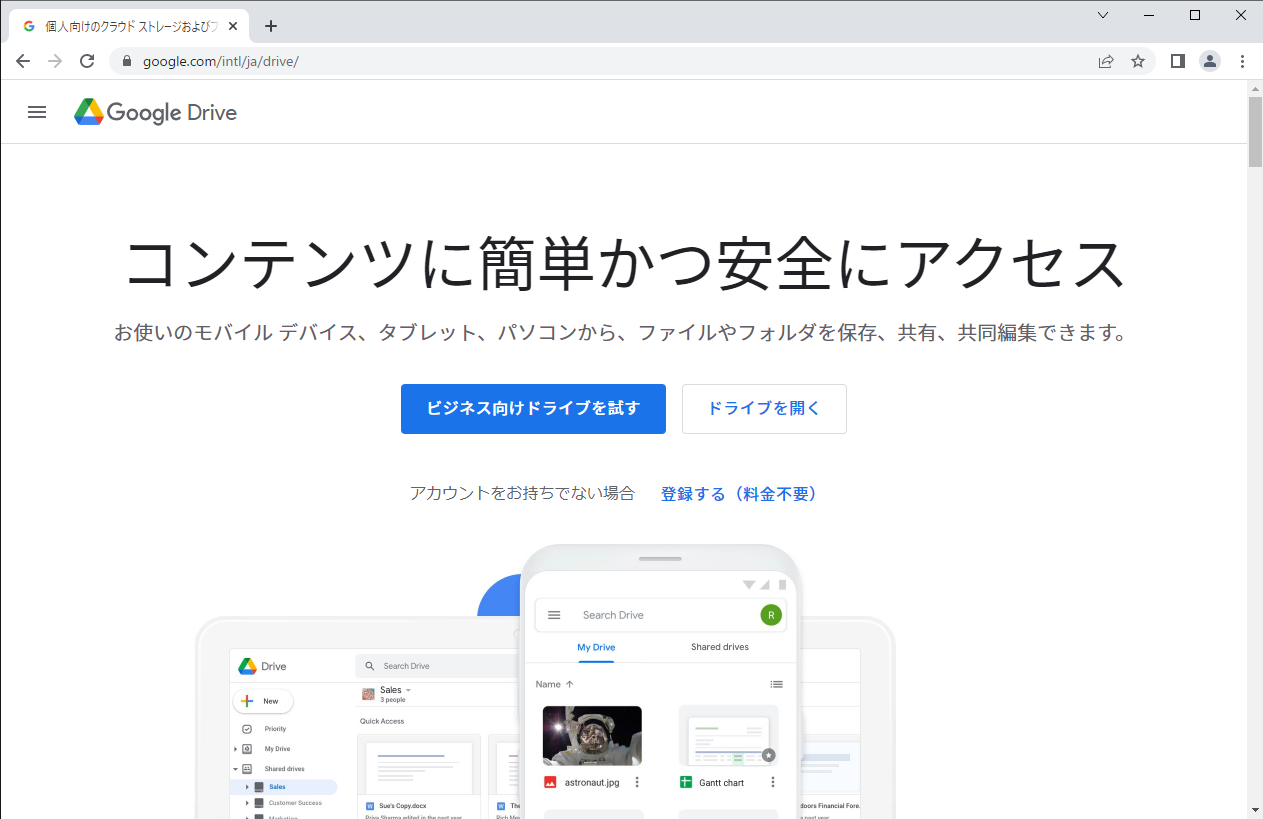 個人向けのクラウド ストレージおよびフ
google.com/intl/ja/drive/
Google Drive
コンテンツに簡単かつ安全にアクセス
お使いのモバイル デバイス、タブレット、パソコンから、ファイルやフォルダを保存、共有、共同編集できます。
ビジネス向けドライブを試す
ドライブを開く
アカウントをお持ちでない場合 登録する（料金不要）
Search Drive
R
My Drive
Shared drives
Name
astronaut.jpg
Gantt chart
Drive
Search Drive
New
Sales
3 people
Quick Access
Priority
My Drive
Shared drives
Sales
Customer Success
Marketing
Sue's Copy.docx
Priya Sharma edited in the past year
The
Rich Me
doors Financial Fore.